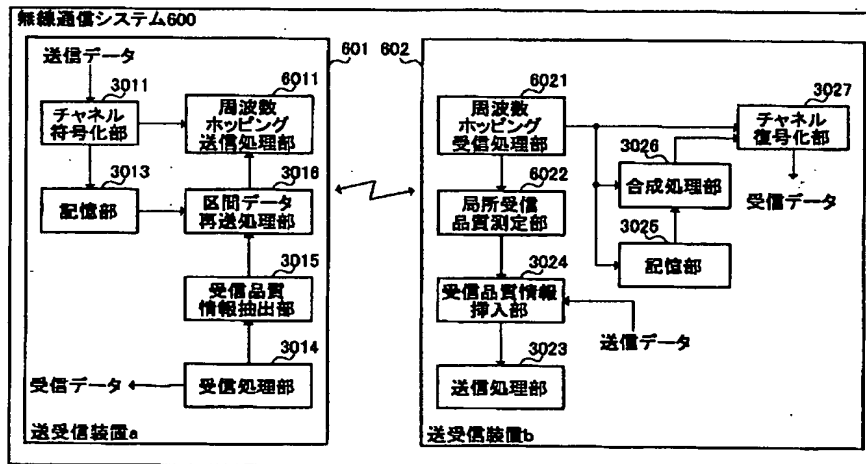 無線通信システム600
601
602
送信データ
3011
チャネル
符号化部
6011
周波数
ホッピング
送信処理部
3013
記憶部
3016
区間データ
再送処理部
3015
受信品質
情報抽出部
3014
受信処理部
受信データ
送受信装置a
6021
周波数
ホッピング
受信処理部
3027
チャネル
復号化部
3026
合成処理部
受信データ
6022
局所受信
品質測定部
3025
記憶部
3024
受信品質情報
挿入部
送信データ
3023
送信処理部
送受信装置b